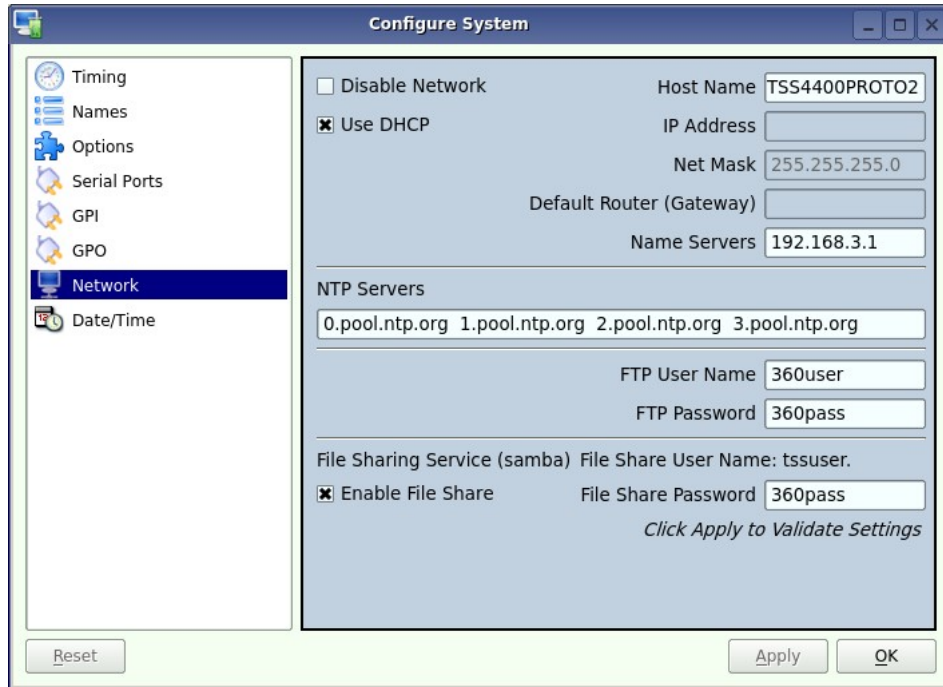 Configure System
Timing
Names
Options
Serial Ports
GPI
GPO
Network
Date/Time
Disable Network
Host Name TSS4400PROTO2
Use DHCP
IP Address
Net Mask 255.255.255.0
Default Router (Gateway)
Name Servers 192.168.3.1
NTP Servers
0.pool.ntp.org 1.pool.ntp.org 2.pool.ntp.org 3.pool.ntp.org
FTP User Name 360user
FTP Password 360pass
File Sharing Service (samba) File Share User Name: tssuser.
Enable File Share File Share Password 360pass
Click Apply to Validate Settings
Reset Apply OK